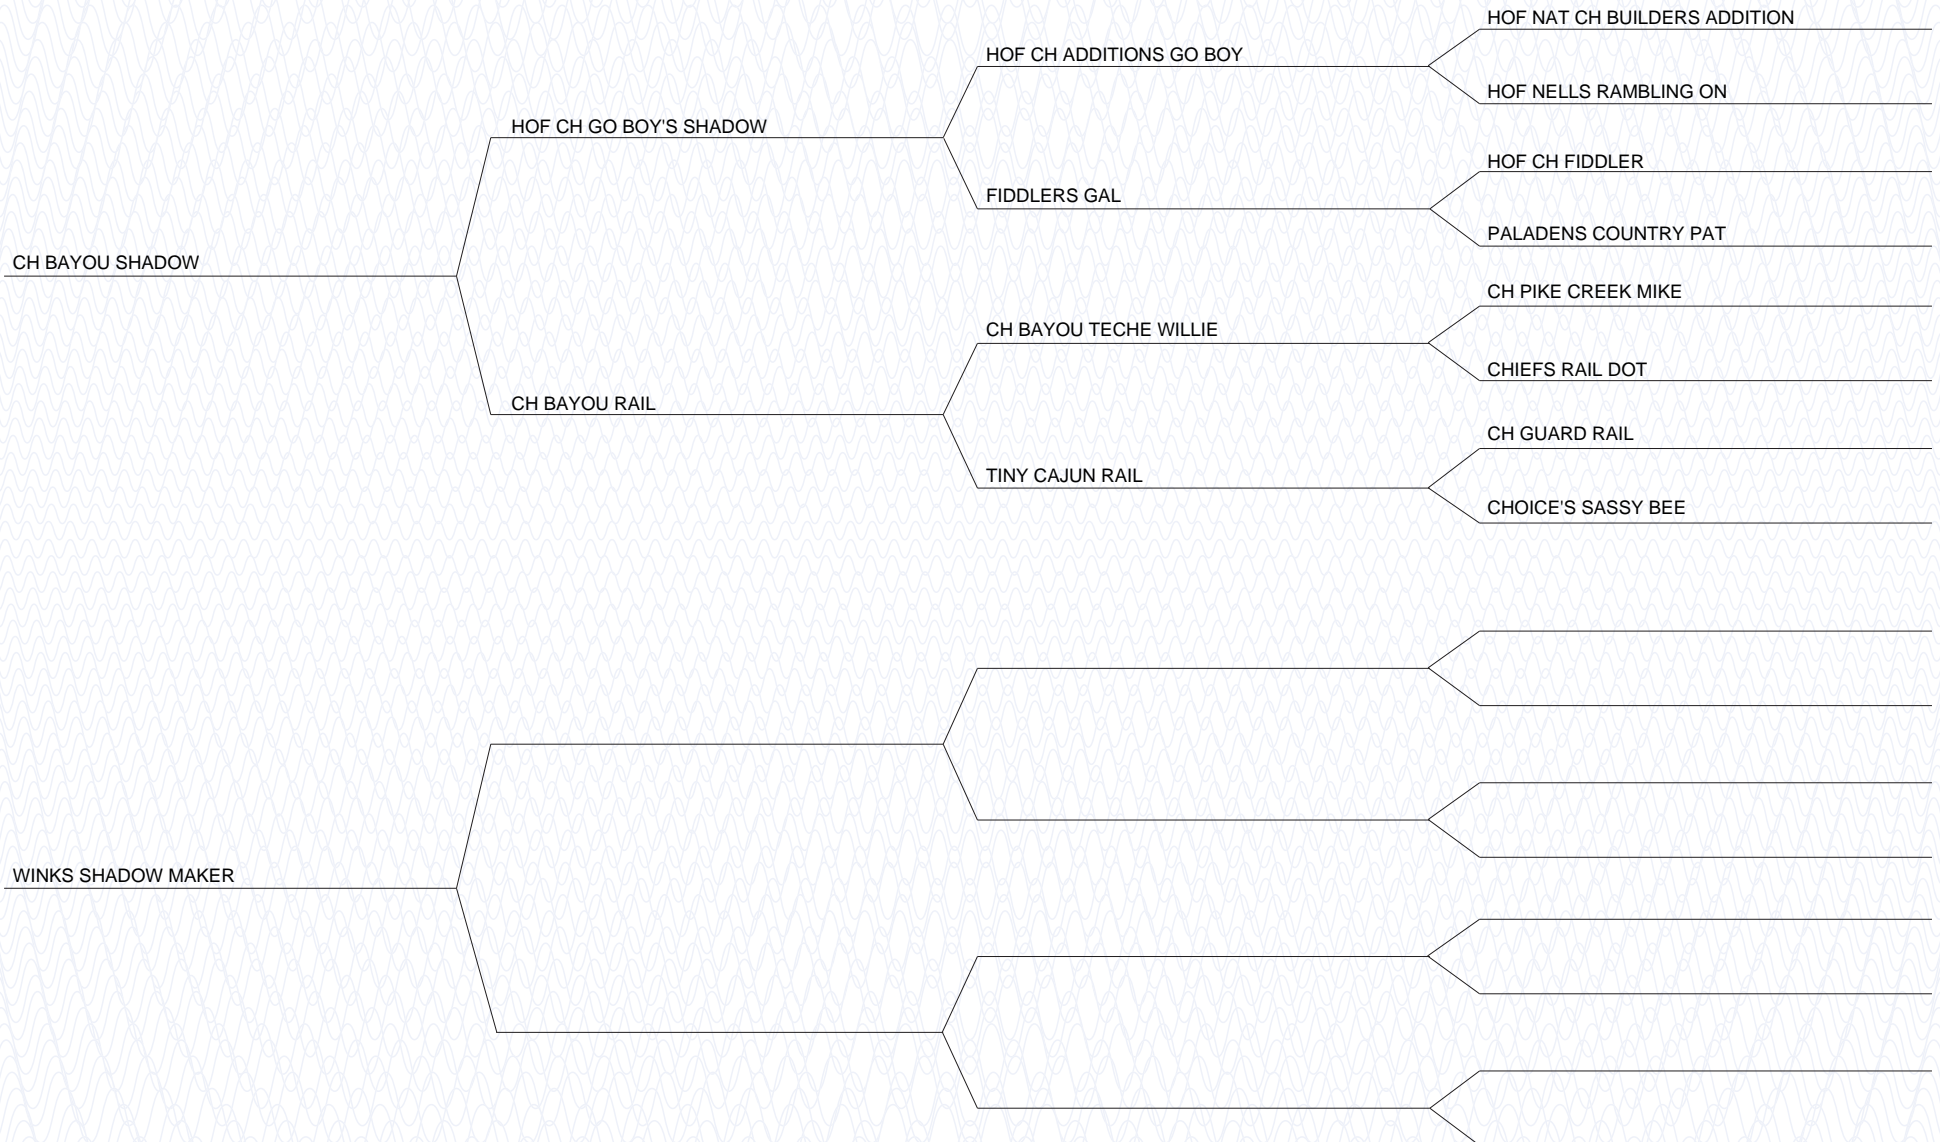 HOF NAT CH BUILDERS ADDITION
HOF CH ADDITIONS GO BOY
HOF NELLS RAMBLING ON
HOF CH GO BOY'S SHADOW
HOF CH FIDDLER
FIDDLERS GAL
PALADENS COUNTRY PAT
CH BAYOU SHADOW
CH PIKE CREEK MIKE
CH BAYOU TECHE WILLIE
CHIEFS RAIL DOT
CH BAYOU RAIL
CH GUARD RAIL
TINY CAJUN RAIL
CHOICE'S SASSY BEE
WINKS SHADOW MAKER